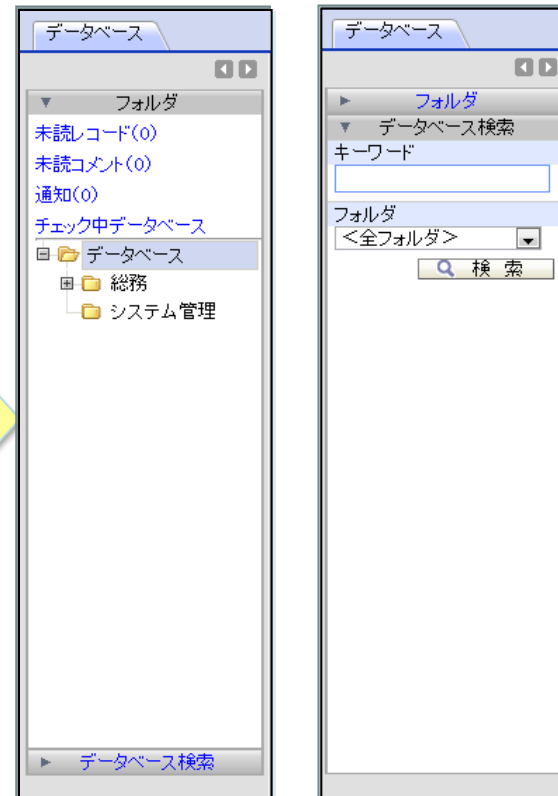 データベース
フォルダ
未読レコード(0)
未読コメント(0)
通知(0)
チェック中データベース
データベース
総務
システム管理
データベース検索
データベース
フォルダ
データベース検索
キーワード
フォルダ
<全フォルダ>
検 索